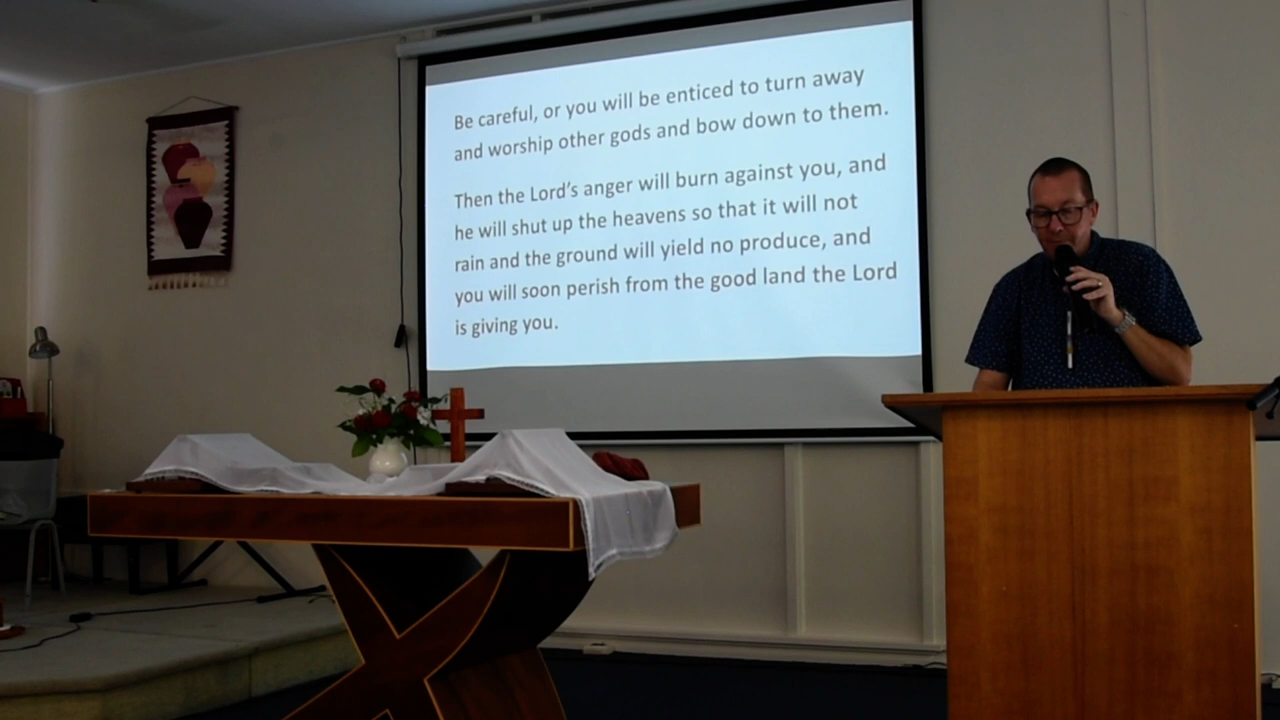 Be careful, or you will be enticed to turn away
and worship other gods and bow down to them.
Then the Lord's anger will burn against you, and
he will shut up the heavens so that it will not
rain and the ground will yield no produce, and
you will soon perish from the good land the Lord
is giving you.